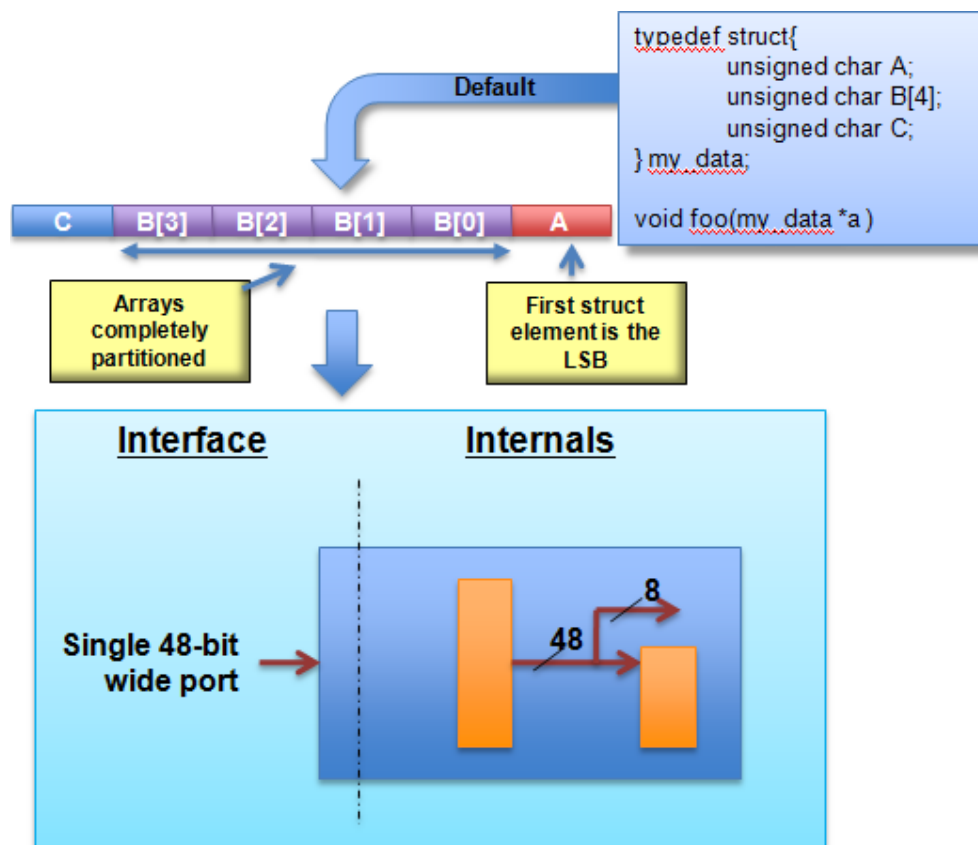 typedef struct{
unsigned char A;
unsigned char B[4];
unsigned char C;
} my_data;
void foo(my_data *a )
Default
C B[3] B[2] B[1] B[0] A
Arrays
completely
partitioned
First struct
element is the
LSB
Interface
Internals
Single 48-bit
wide port
48
8